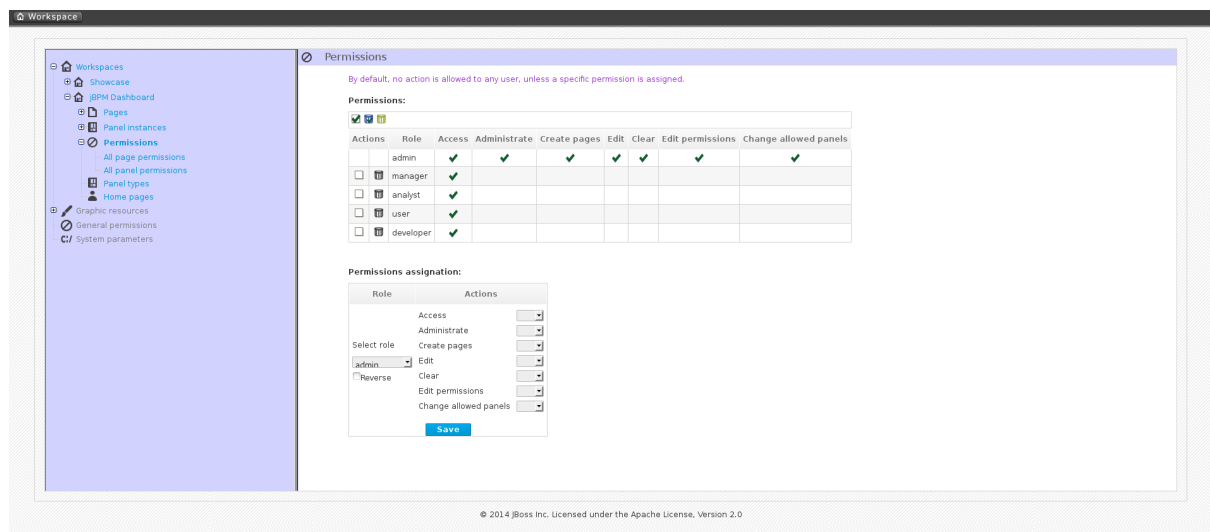 Workspace
Workspaces
Showcase
jBPM Dashboard
Pages
Panel instances
Permissions
All page permissions
All panel permissions
Panel types
Home pages
Graphic resources
General permissions
C:/ System parameters
Permissions
By default, no action is allowed to any user, unless a specific permission is assigned.
Permissions:
Actions Role Access Administrate Create pages Edit Clear Edit permissions Change allowed panels
admin
manager
analyst
user
developer
Permissions assignation:
Role Actions
Select role
admin
Reverse
Access
Administrate
Create pages
Edit
Clear
Edit permissions
Change allowed panels
Save
© 2014 JBoss Inc. Licensed under the Apache License, Version 2.0